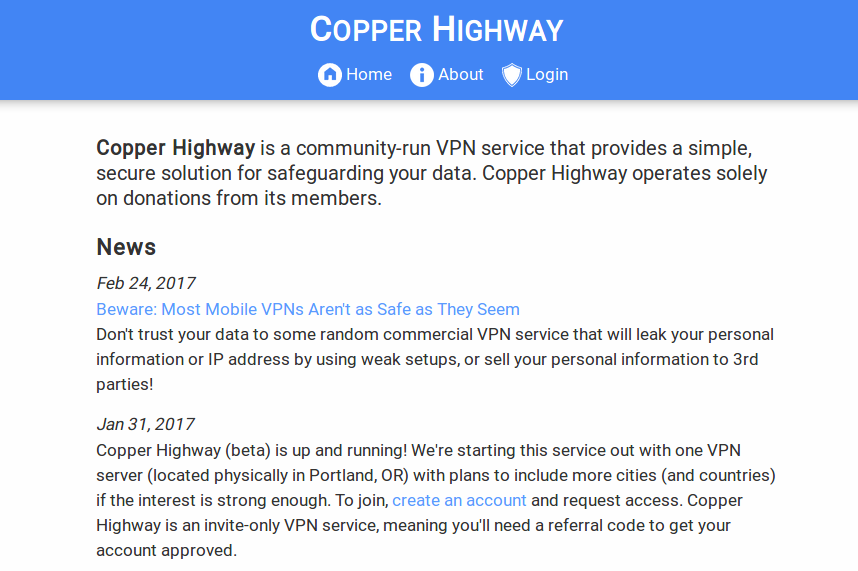 COPPER HIGHWAY
Home About Login
Copper Highway is a community-run VPN service that provides a simple,
secure solution for safeguarding your data. Copper Highway operates solely
on donations from its members.
News
Feb 24, 2017
Beware: Most Mobile VPNs Aren't as Safe as They Seem
Don't trust your data to some random commercial VPN service that will leak your personal
information or IP address by using weak setups, or sell your personal information to 3rd
parties!
Jan 31, 2017
Copper Highway (beta) is up and running! We're starting this service out with one VPN
server (located physically in Portland, OR) with plans to include more cities (and countries)
if the interest is strong enough. To join, create an account and request access. Copper
Highway is an invite-only VPN service, meaning you'll need a referral code to get your
account approved.